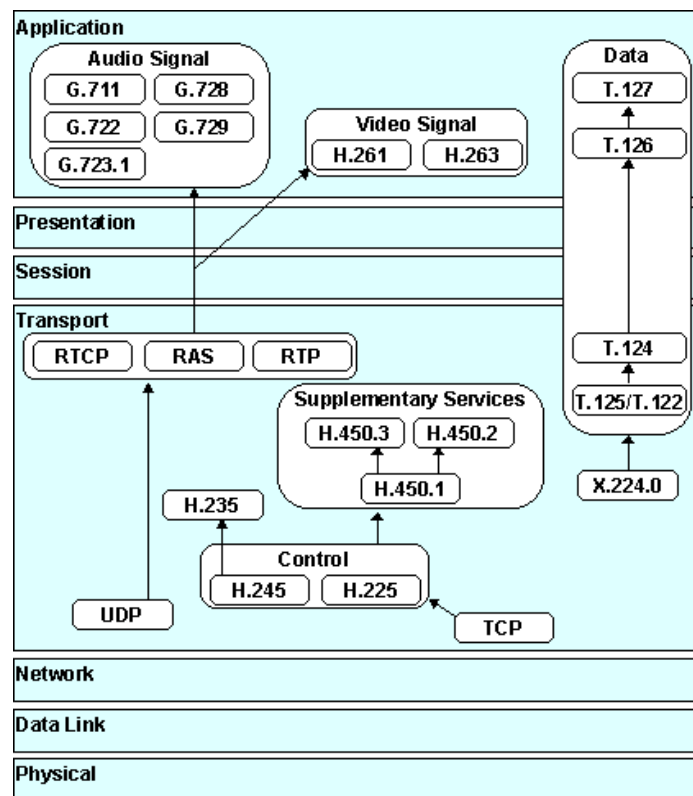 Application
Audio Signal
G.711
G.728
G.722
G.729
G.723.1
Video Signal
H.261
H.263
Data
T.127
T.126
Presentation
Session
Transport
RTCP
RAS
RTP
T.124
T.125/T.122
X.224.0
Supplementary Services
H.450.3
H.450.2
H.450.1
H.235
Control
H.245
H.225
UDP
TCP
Network
Data Link
Physical